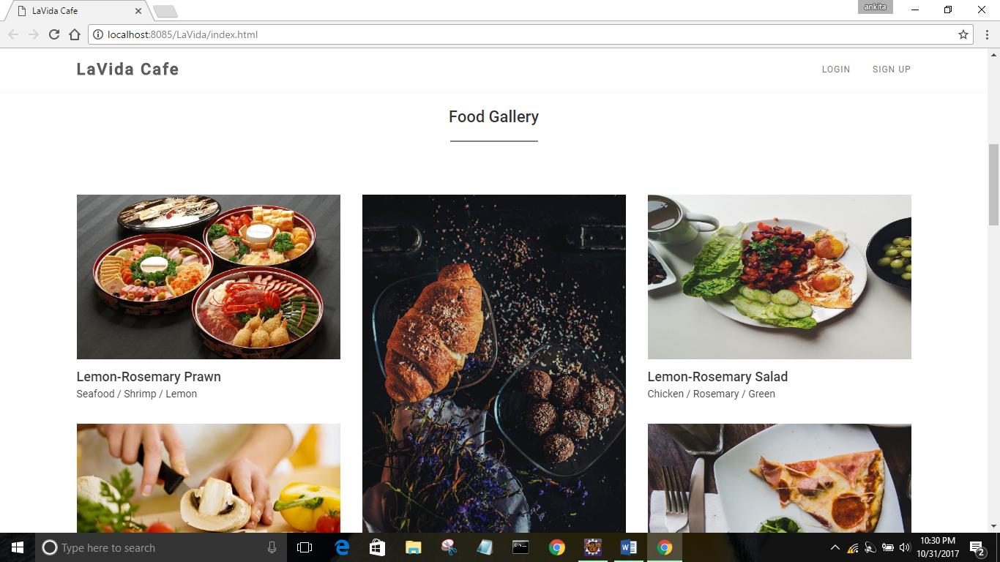 LaVida Cafe
ankita
localhost:8085/LaVida/index.html
LaVida Cafe
LOGIN
SIGN UP
Food Gallery
Lemon-Rosemary Prawn
Seafood / Shrimp / Lemon
Lemon-Rosemary Salad
Chicken / Rosemary / Green
Type here to search
10:30 PM
10/31/2017
2